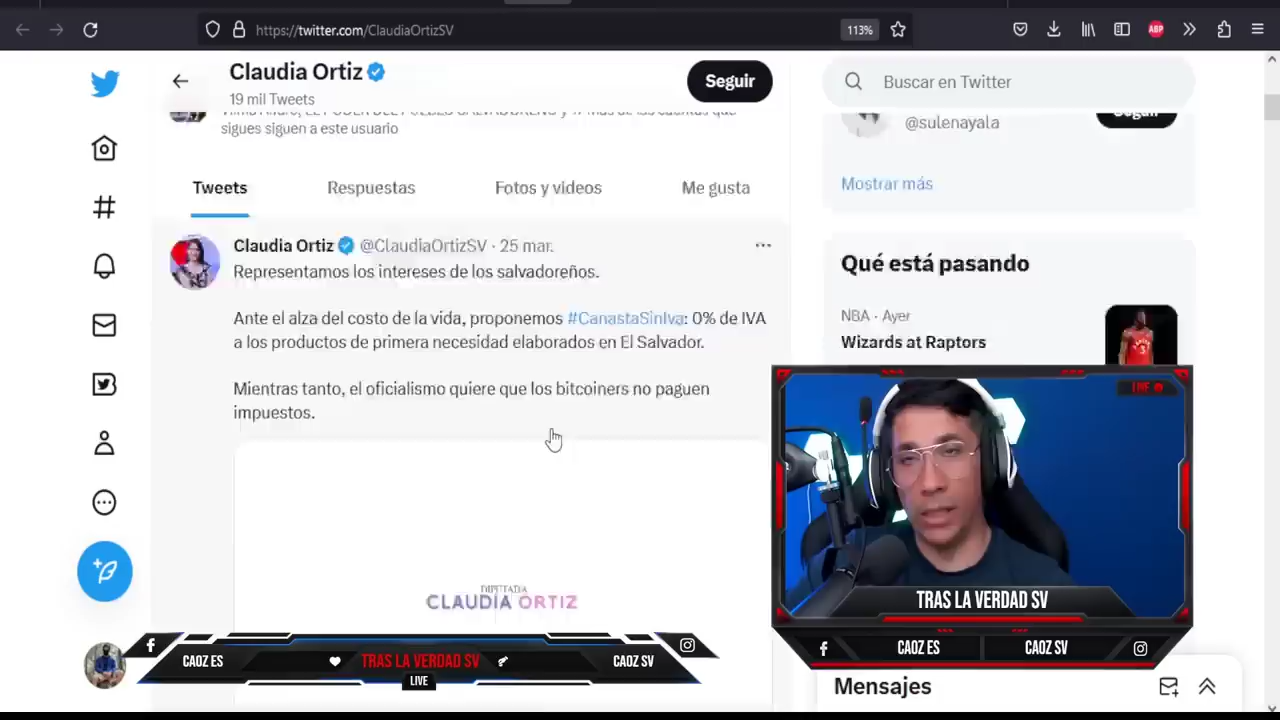 https://twitter.com/ClaudiaOrtizSV
113%
ABP
Claudia Ortiz
19 mil Tweets
Seguir
Buscar en Twitter
sigues siguen a este usuario
@sulenayala
Seguir
Mostrar más
Tweets
Respuestas
Fotos y videos
Me gusta
Claudia Ortiz @ClaudiaOrtizSV · 25 mar.
Representamos los intereses de los salvadoreños.
Ante el alza del costo de la vida, proponemos #CanastaSinIva: 0% de IVA
a los productos de primera necesidad elaborados en El Salvador.
Mientras tanto, el oficialismo quiere que los bitcoiners no paguen
impuestos.
DIPUTADA
CLAUDIA ORTIZ
Qué está pasando
NBA · Ayer
Wizards at Raptors
LIVE
TRAS LA VERDAD SV
CAOZ ES
CAOZ SV
CAOZ ES
TRAS LA VERDAD SV
CAOZ SV
LIVE
Mensajes